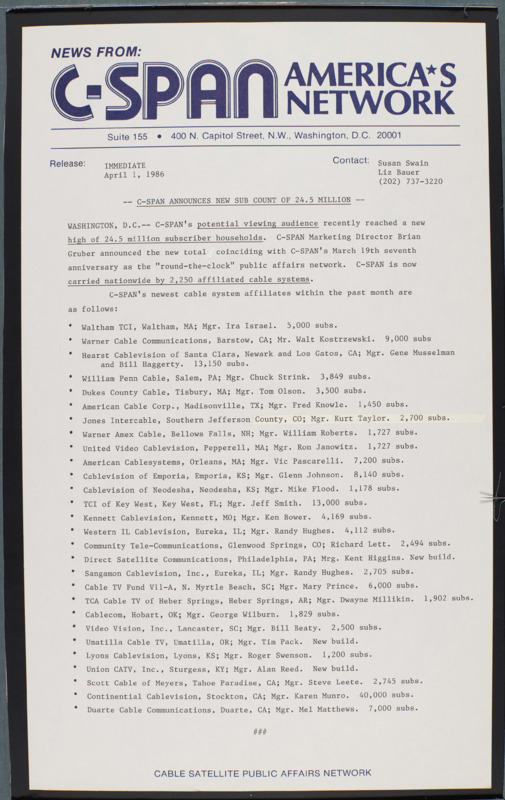 NEWS FROM:
C-SPAN AMERICA★S NETWORK
Suite 155 • 400 N. Capitol Street, N.W., Washington, D.C. 20001
Release: IMMEDIATE
April 1, 1986
Contact: Susan Swain
Liz Bauer
(202) 737-3220
-- C-SPAN ANNOUNCES NEW SUB COUNT OF 24.5 MILLION --
WASHINGTON, D.C.-- C-SPAN's potential viewing audience recently reached a new
high of 24.5 million subscriber households. C-SPAN Marketing Director Brian
Gruber announced the new total coinciding with C-SPAN's March 19th seventh
anniversary as the "round-the-clock" public affairs network. C-SPAN is now
carried nationwide by 2,250 affiliated cable systems.
C-SPAN's newest cable system affiliates within the past month are
as follows:
* Waltham TCI, Waltham, MA; Mgr. Ira Israel. 5,000 subs.
* Warner Cable Communications, Barstow, CA; Mr. Walt Kostrzewski. 9,000 subs
* Hearst Cablevision of Santa Clara, Newark and Los Gatos, CA; Mgr. Gene Musselman
and Bill Haggerty. 13,150 subs.
* William Penn Cable, Salem, PA; Mgr. Chuck Strink. 3,849 subs.
* Dukes County Cable, Tisbury, MA; Mgr. Tom Olson. 3,500 subs.
* American Cable Corp., Madisonville, TX; Mgr. Fred Knowle. 1,450 subs.
* Jones Intercable, Southern Jefferson County, CO; Mgr. Kurt Taylor. 2,700 subs.
* Warner Amex Cable, Bellows Falls, NH; Mgr. William Roberts. 1,727 subs.
* United Video Cablevision, Pepperell, MA; Mgr. Ron Janowitz. 1,727 subs.
* American Cablesystems, Orleans, MA; Mgr. Vic Pascarelli. 7,200 subs.
* Cablevision of Emporia, Emporia, KS; Mgr. Glenn Johnson. 8,140 subs.
* Cablevision of Neodesha, Neodesha, KS; Mgr. Mike Flood. 1,178 subs.
* TCI of Key West, Key West, FL; Mgr. Jeff Smith. 13,000 subs.
* Kennett Cablevision, Kennett, MO; Mgr. Ken Bower. 4,169 subs.
* Western IL Cablevision, Eureka, IL; Mgr. Randy Hughes. 4,112 subs.
* Community Tele-Communications, Glenwood Springs, CO; Richard Lett. 2,494 subs.
* Direct Satellite Communications, Philadelphia, PA; Mrg. Kent Higgins. New build.
* Sangamon Cablevision, Inc., Eureka, IL; Mgr. Randy Hughes. 2,705 subs.
* Cable TV Fund Vll-A, N. Myrtle Beach, SC; Mgr. Mary Prince. 6,000 subs.
* TCA Cable TV of Heber Springs, Heber Springs, AR; Mgr. Dwayne Millikin. 1,902 subs.
* Cablecom, Hobart, OK; Mgr. George Wilburn. 1,829 subs.
* Video Vision, Inc., Lancaster, SC; Mgr. Bill Beaty. 2,500 subs.
* Umatilla Cable TV, Umatilla, OR; Mgr. Tim Pack. New build.
* Lyons Cablevision, Lyons, KS; Mgr. Roger Swenson. 1,200 subs.
* Union CATV, Inc., Sturgess, KY; Mgr. Alan Reed. New build.
* Scott Cable of Meyers, Tahoe Paradise, CA; Mgr. Steve Leete. 2,745 subs.
* Continential Cablevision, Stockton, CA; Mgr. Karen Munro. 40,000 subs.
* Duarte Cable Communications, Duarte, CA; Mgr. Mel Matthews. 7,000 subs.
###
CABLE SATELLITE PUBLIC AFFAIRS NETWORK